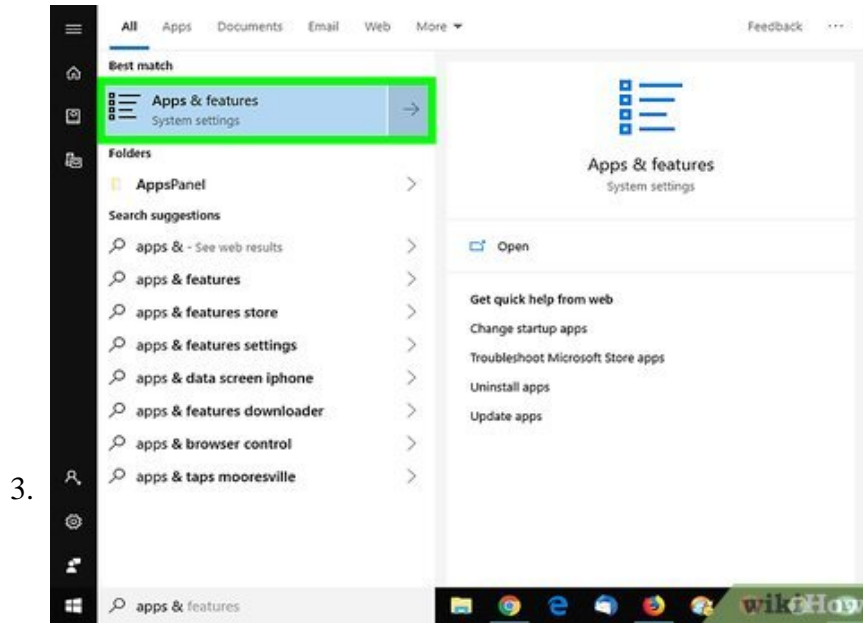 All Apps Documents Email Web More Feedback ...
Best match
Apps & features
System settings
Folders
AppsPanel
Search suggestions
apps & - See web results
apps & features
apps & features store
apps & features settings
apps & data screen iphone
apps & features downloader
apps & browser control
apps & taps mooresville
apps & features
Apps & features
System settings
Open
Get quick help from web
Change startup apps
Troubleshoot Microsoft Store apps
Uninstall apps
Update apps
3.
wikiHow